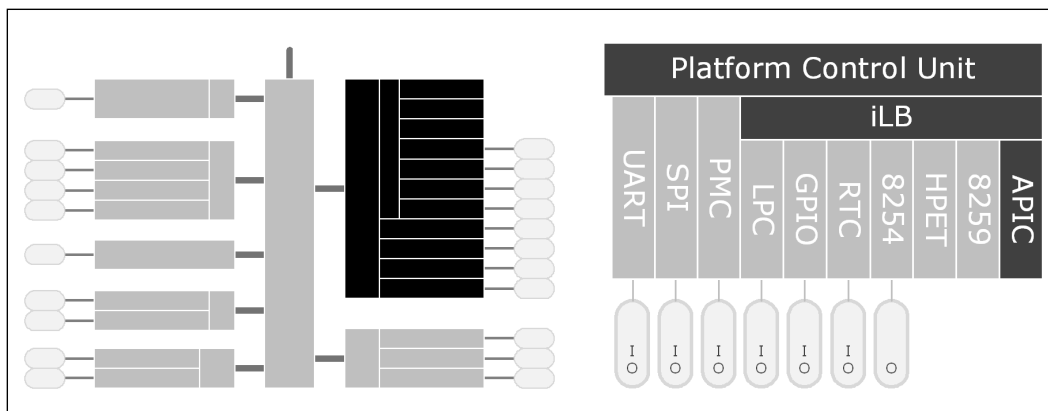 Platform Control Unit
iLB
UART
SPI
PMC
LPC
GPIO
RTC
8254
HPET
8259
APIC
I
O
I
O
I
O
I
O
I
O
I
O
O